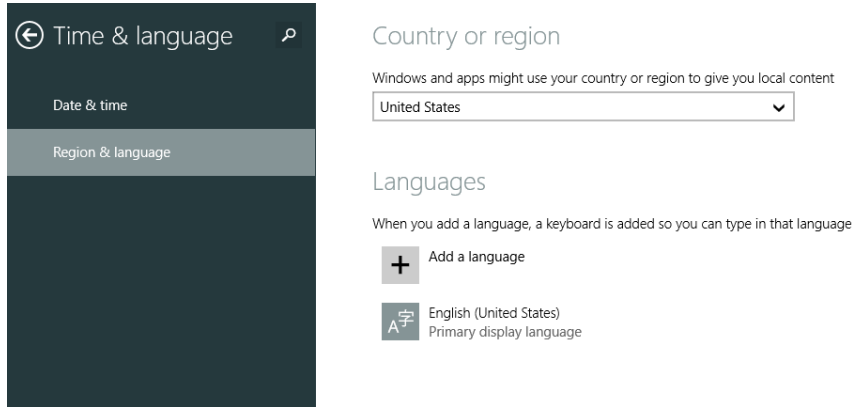 Time & language
Date & time
Region & language
Country or region
Windows and apps might use your country or region to give you local content
United States
Languages
When you add a language, a keyboard is added so you can type in that language
Add a language
A字
English (United States)
Primary display language